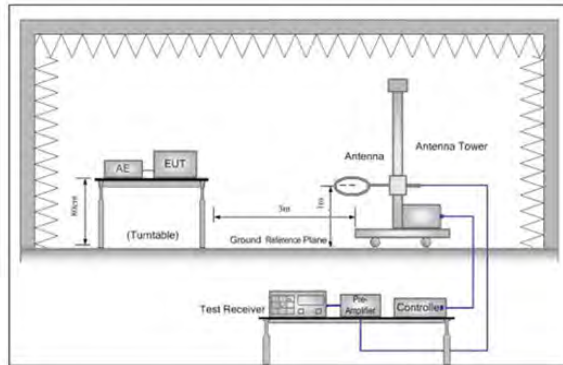 Antenna Tower
Antenna
AE
EUT
80cm
3m
1m
(Turntable)
Ground Reference Plane
Test Receiver
Pre-
Amplifier
Controller